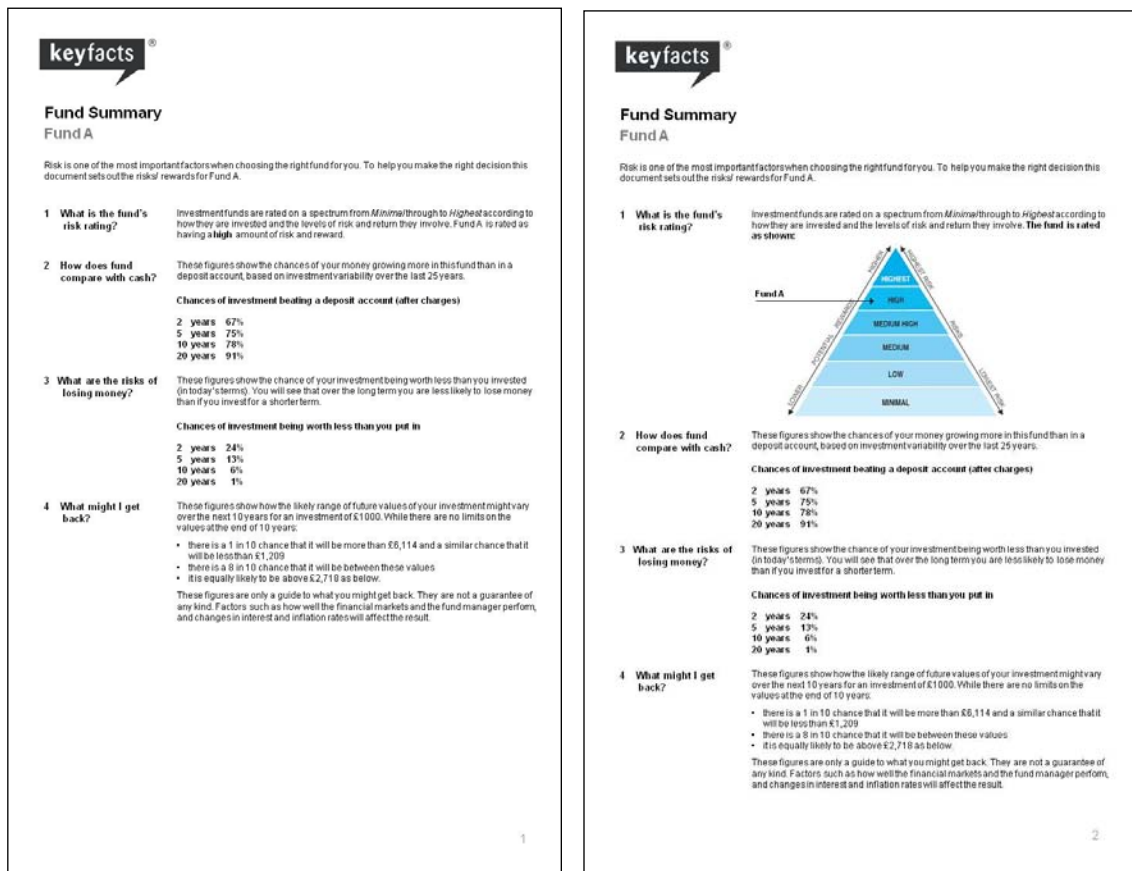 keyfacts®
Fund Summary
Fund A
Risk is one of the most important factors when choosing the right fund for you. To help you make the right decision this
document sets out the risks/ rewards for Fund A.
1 What is the fund's
risk rating?
Investment funds are rated on a spectrum from Minimal through to Highest according to
how they are invested and the levels of risk and return they involve. Fund A is rated as
having a high amount of risk and reward.
2 How does fund
compare with cash?
These figures show the chances of your money growing more in this fund than in a
deposit account, based on investment variability over the last 25 years.
Chances of investment beating a deposit account (after charges)
2 years 67%
5 years 75%
10 years 78%
20 years 91%
3 What are the risks of
losing money?
These figures show the chance of your investment being worth less than you invested
(in today's terms). You will see that over the long term you are less likely to lose money
than if you invest for a shorter term.
Chances of investment being worth less than you put in
2 years 24%
5 years 13%
10 years 6%
20 years 1%
4 What might I get
back?
These figures show how the likely range of future values of your investment might vary
over the next 10 years for an investment of £1000. While there are no limits on the
values at the end of 10 years:
• there is a 1 in 10 chance that it will be more than £6,114 and a similar chance that it
will be less than £1,209
• there is a 8 in 10 chance that it will be between these values
• it is equally likely to be above £2,718 as below.
These figures are only a guide to what you might get back. They are not a guarantee of
any kind. Factors such as how well the financial markets and the fund manager perform,
and changes in interest and inflation rates will affect the result.
1
keyfacts®
Fund Summary
Fund A
Risk is one of the most important factors when choosing the right fund for you. To help you make the right decision this
document sets out the risks/ rewards for Fund A.
1 What is the fund's
risk rating?
Investment funds are rated on a spectrum from Minimal through to Highest according to
how they are invested and the levels of risk and return they involve. The fund is rated
as shown:
HIGHER
HIGHEST RISK
HIGHEST
Fund A
HIGH
POTENTIAL REWARDS
RISKS
MEDIUM HIGH
MEDIUM
LOW
LOWER
LOWEST RISK
MINIMAL
2 How does fund
compare with cash?
These figures show the chances of your money growing more in this fund than in a
deposit account, based on investment variability over the last 25 years.
Chances of investment beating a deposit account (after charges)
2 years 67%
5 years 75%
10 years 78%
20 years 91%
3 What are the risks of
losing money?
These figures show the chance of your investment being worth less than you invested
(in today's terms). You will see that over the long term you are less likely to lose money
than if you invest for a shorter term.
Chances of investment being worth less than you put in
2 years 24%
5 years 13%
10 years 6%
20 years 1%
4 What might I get
back?
These figures show how the likely range of future values of your investment might vary
over the next 10 years for an investment of £1000. While there are no limits on the
values at the end of 10 years:
• there is a 1 in 10 chance that it will be more than £6,114 and a similar chance that it
will be less than £1,209
• there is a 8 in 10 chance that it will be between these values
• it is equally likely to be above £2,718 as below.
These figures are only a guide to what you might get back. They are not a guarantee of
any kind. Factors such as how well the financial markets and the fund manager perform,
and changes in interest and inflation rates will affect the result.
2